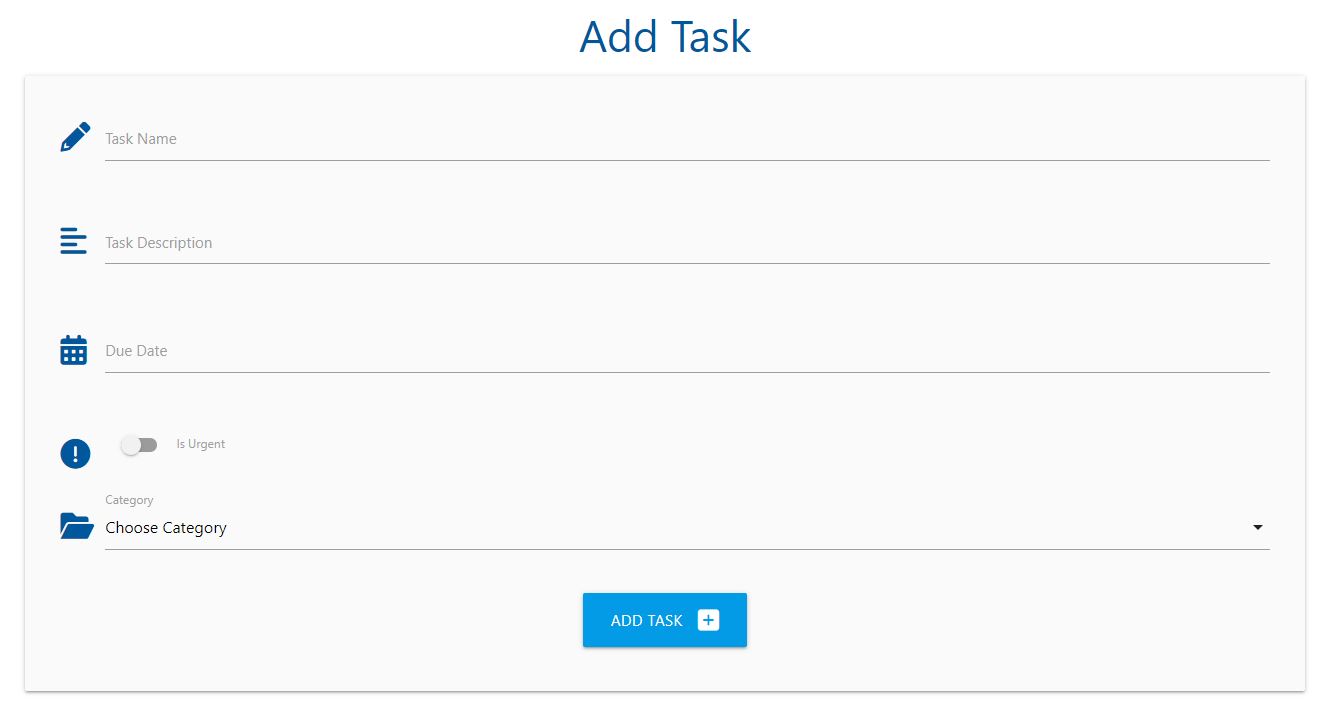 Add Task
Task Name
Task Description
Due Date
Is Urgent
Category
Choose Category
ADD TASK